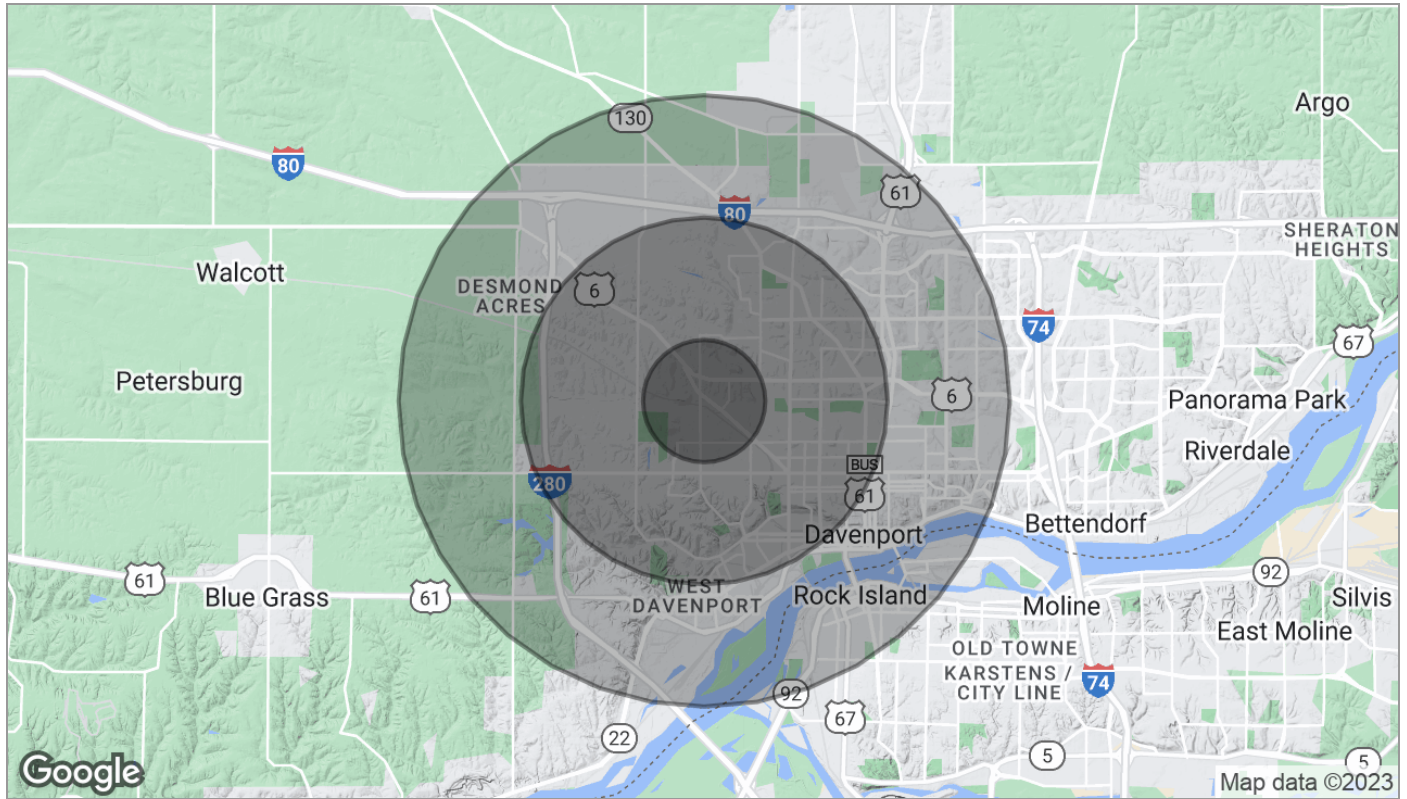 Argo
130
80
61
80
SHERATON
HEIGHTS
Walcott
DESMOND
ACRES
6
74
67
Petersburg
6
Panorama Park
Riverdale
BUS
61
280
Davenport
Bettendorf
61
92
Blue Grass
61
WEST
DAVENPORT
Rock Island
Moline
Silvis
East Moline
OLD TOWNE
KARSTENS /
CITY LINE
74
92
67
22
5
5
Google
Map data ©2023